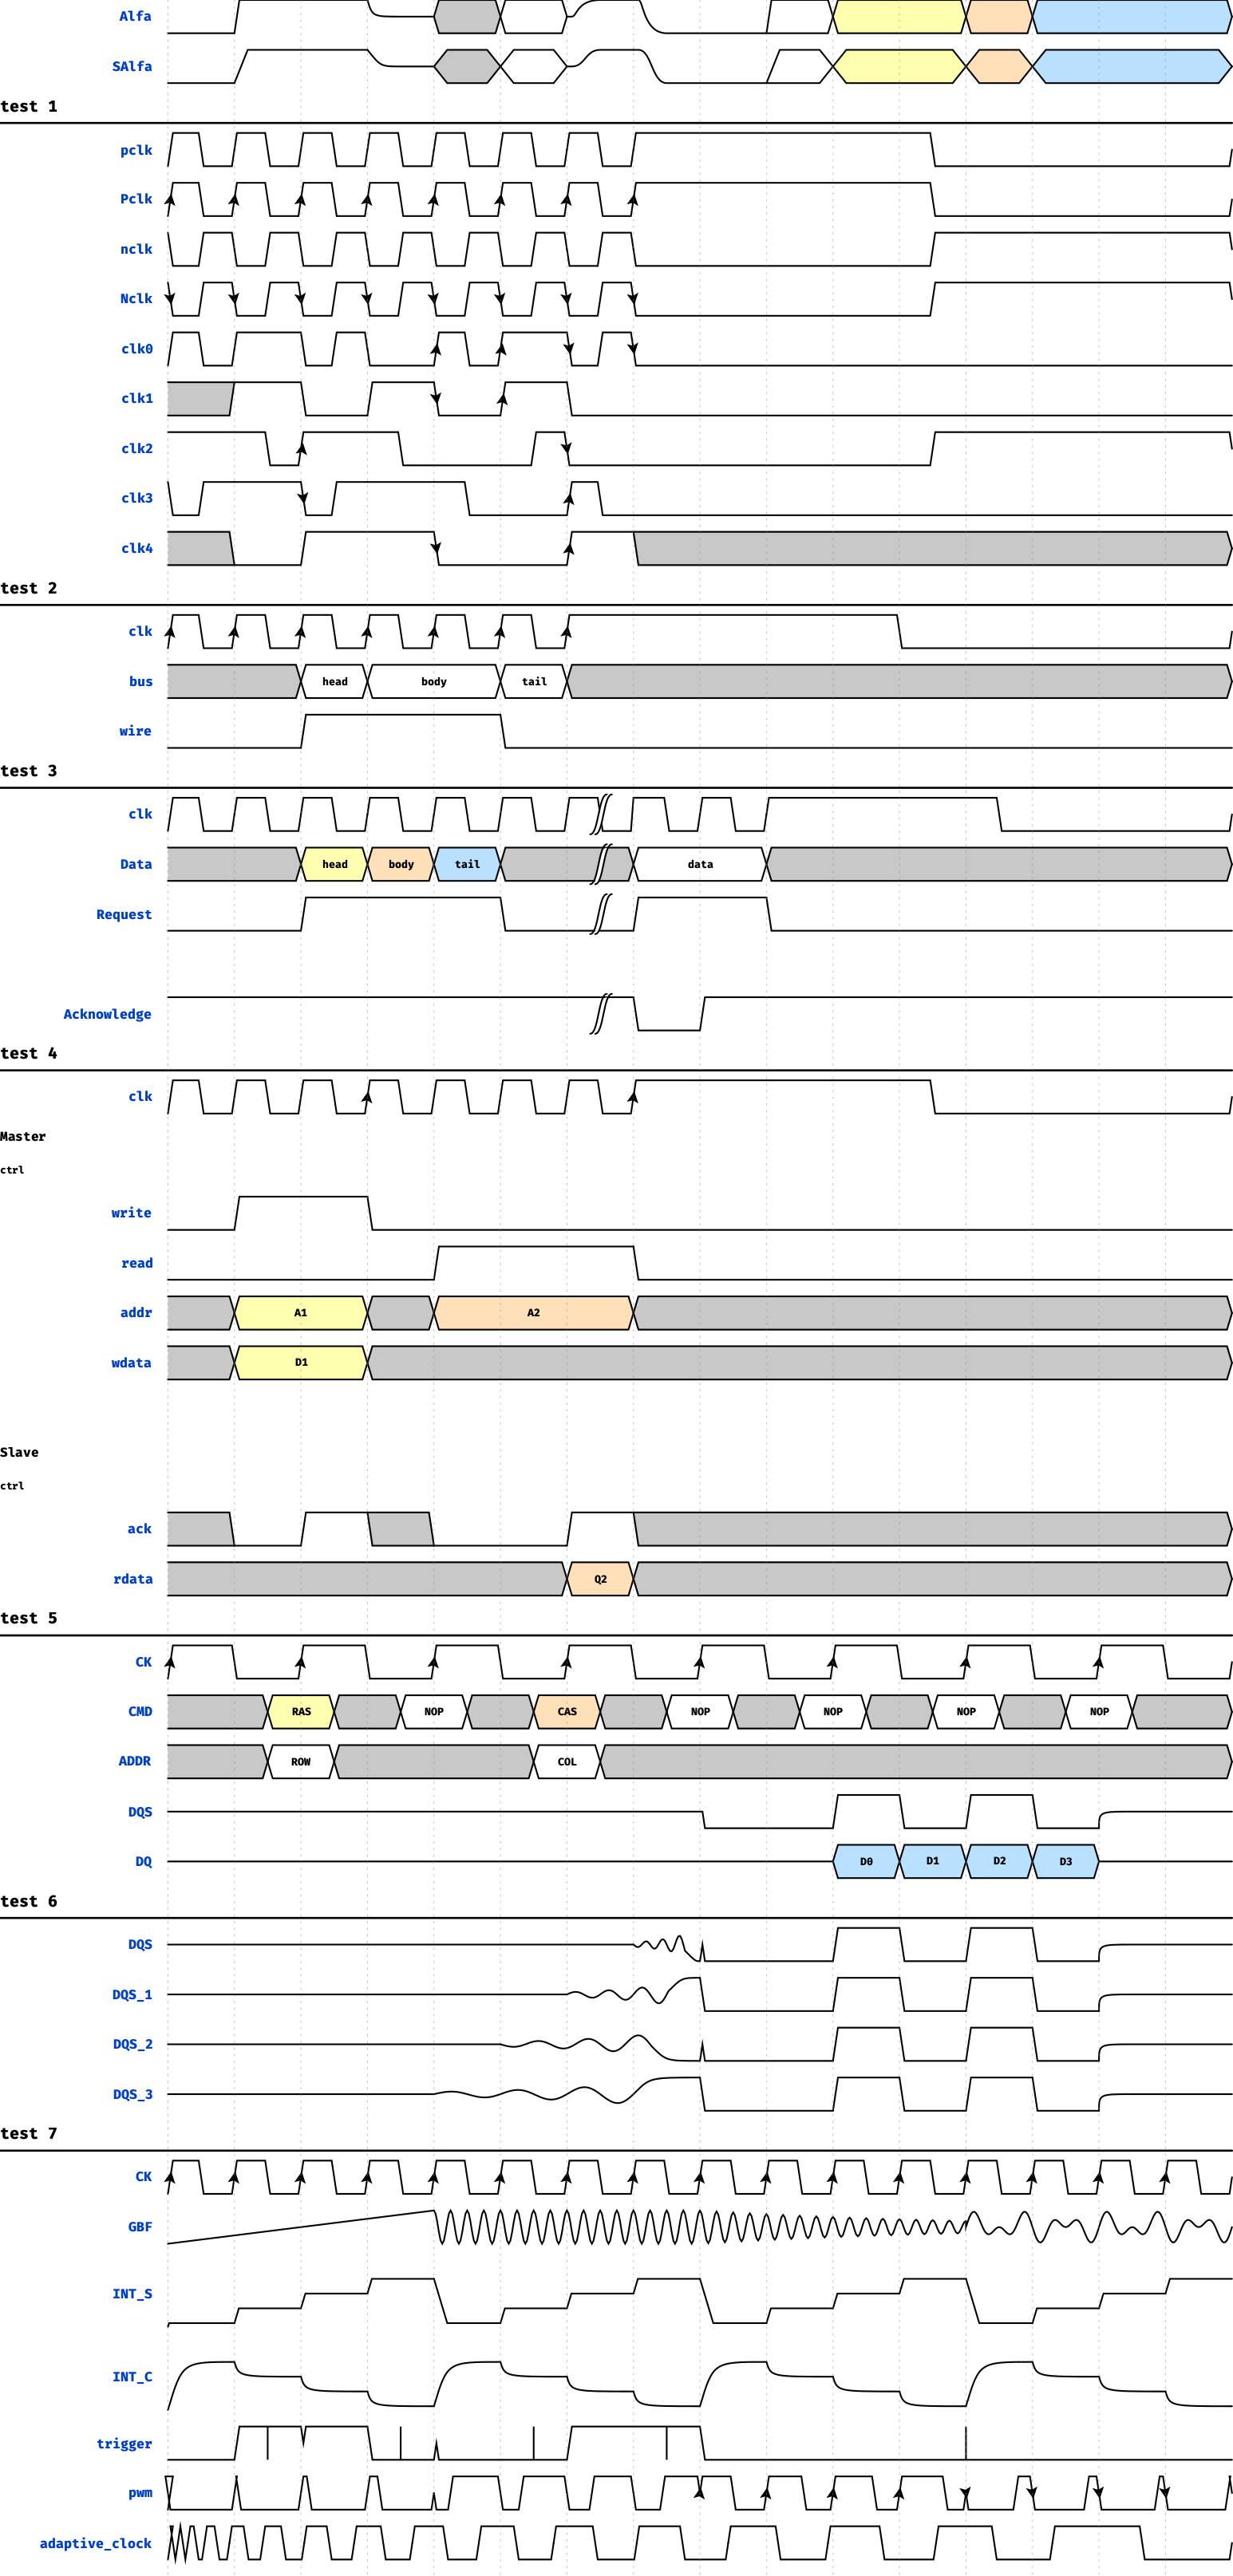 Alfa
SAlfa
test 1
pclk
Pclk
nclk
Nclk
clk0
clk1
clk2
clk3
clk4
test 2
clk
bus head body tail
wire
test 3
clk
Data head body tail data
Request
Acknowledge
test 4
clk
Master
ctrl
write
read
addr A1 A2
wdata D1
Slave
ctrl
ack
rdata Q2
test 5
CK
CMD RAS NOP CAS NOP NOP NOP NOP
ADDR ROW COL
DQS
DQ D0 D1 D2 D3
test 6
DQS
DQS_1
DQS_2
DQS_3
test 7
CK
GBF
INT_S
INT_C
trigger
pwm
adaptive_clock